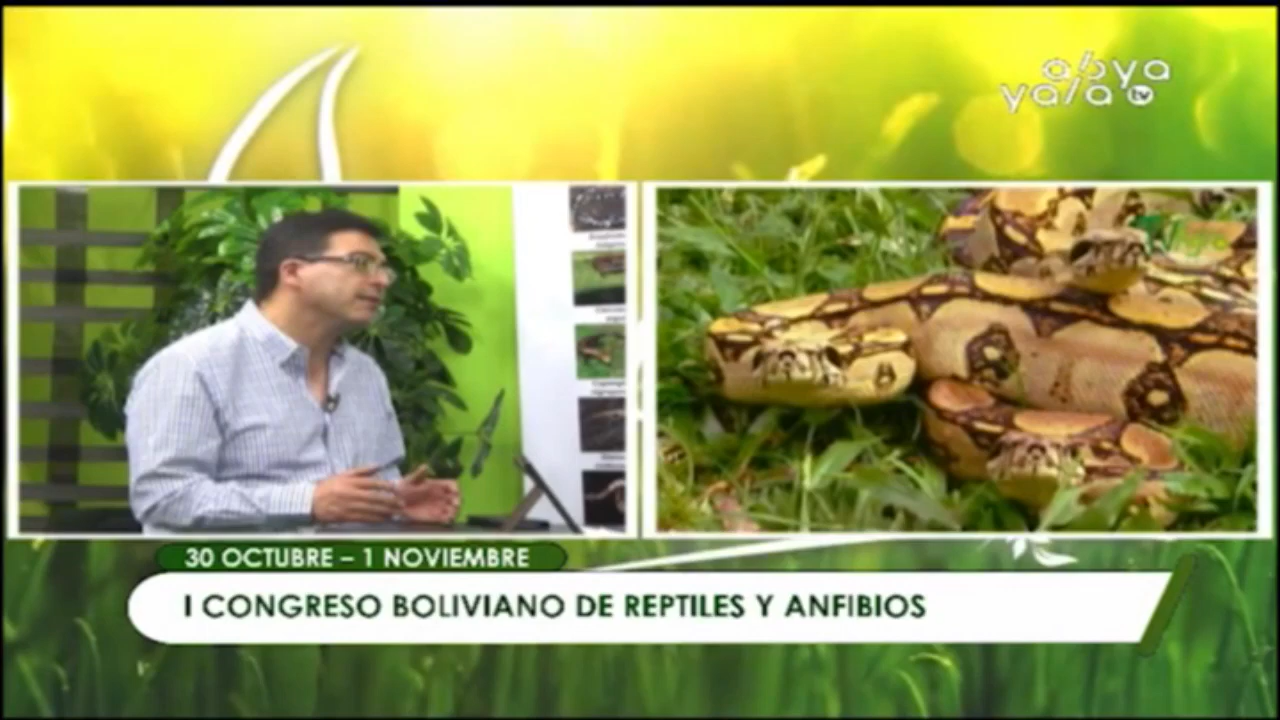 abya
yala tv
30 OCTUBRE – 1 NOVIEMBRE
I CONGRESO BOLIVIANO DE REPTILES Y ANFIBIOS